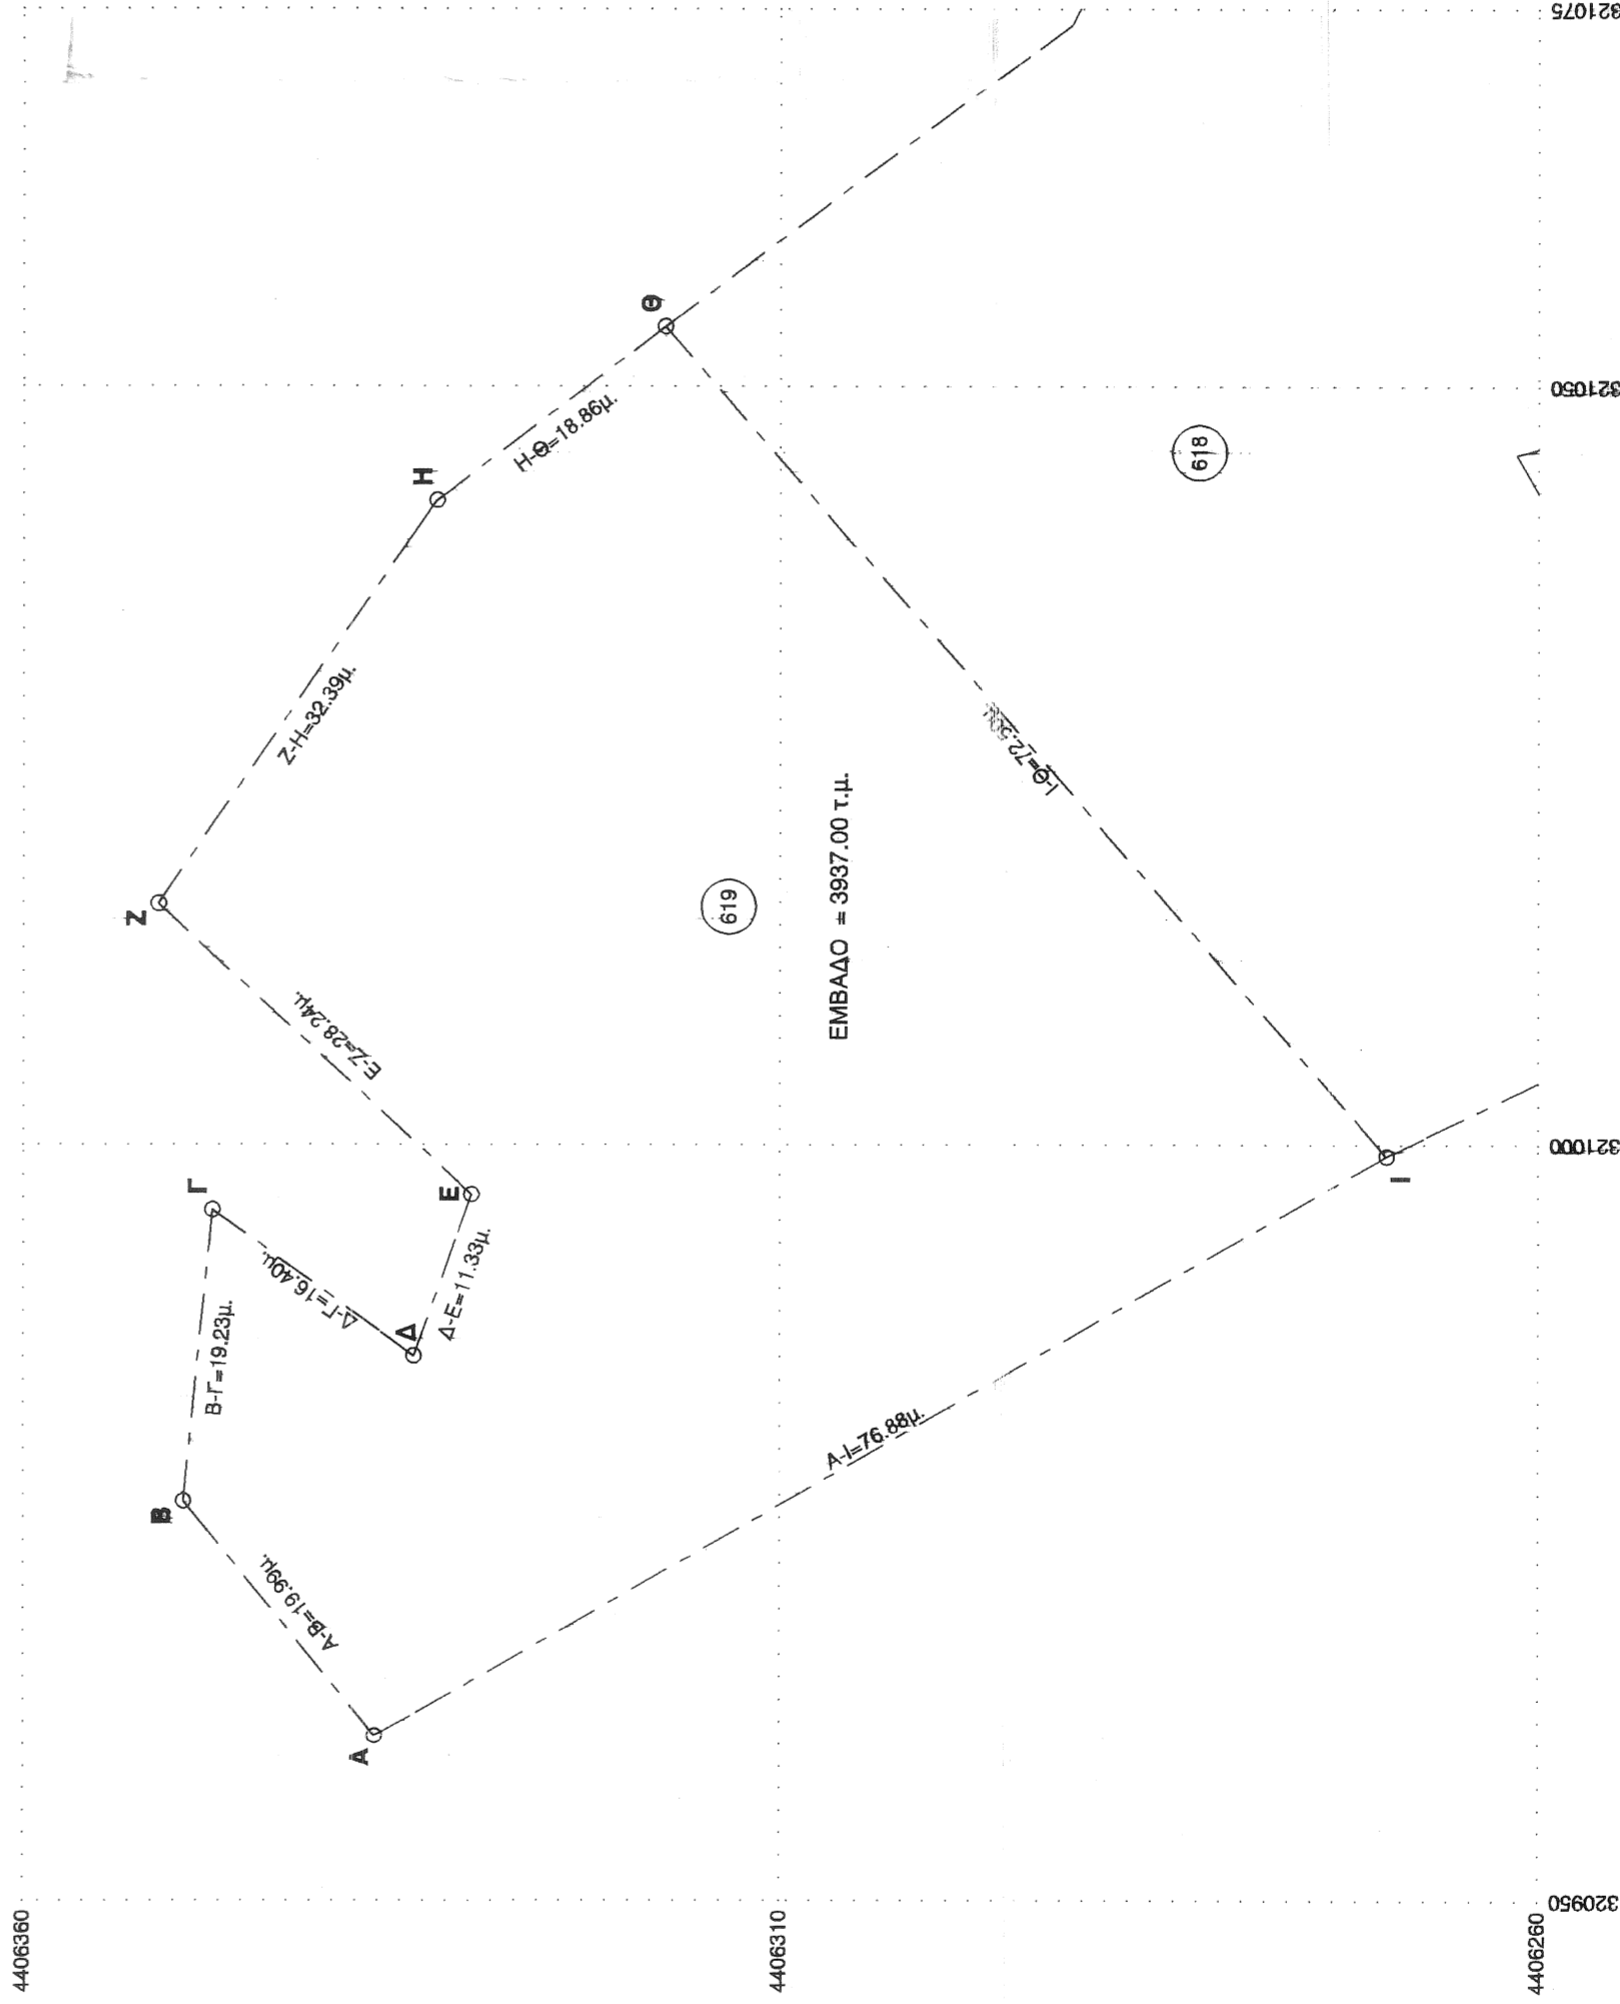 4406360
4406310
4406260
320950
321000
321050
321075
A
B
Γ
Δ
E
Z
H
Θ
I
A-B=19.99μ.
B-Γ=19.23μ.
Δ-Γ=16.40μ.
Δ-E=11.33μ.
E-Z=28.24μ.
Z-H=32.39μ.
H-Θ=18.86μ.
A-I=76.88μ.
619
618
ΕΜΒΑΔΟ = 3937.00 τ.μ.